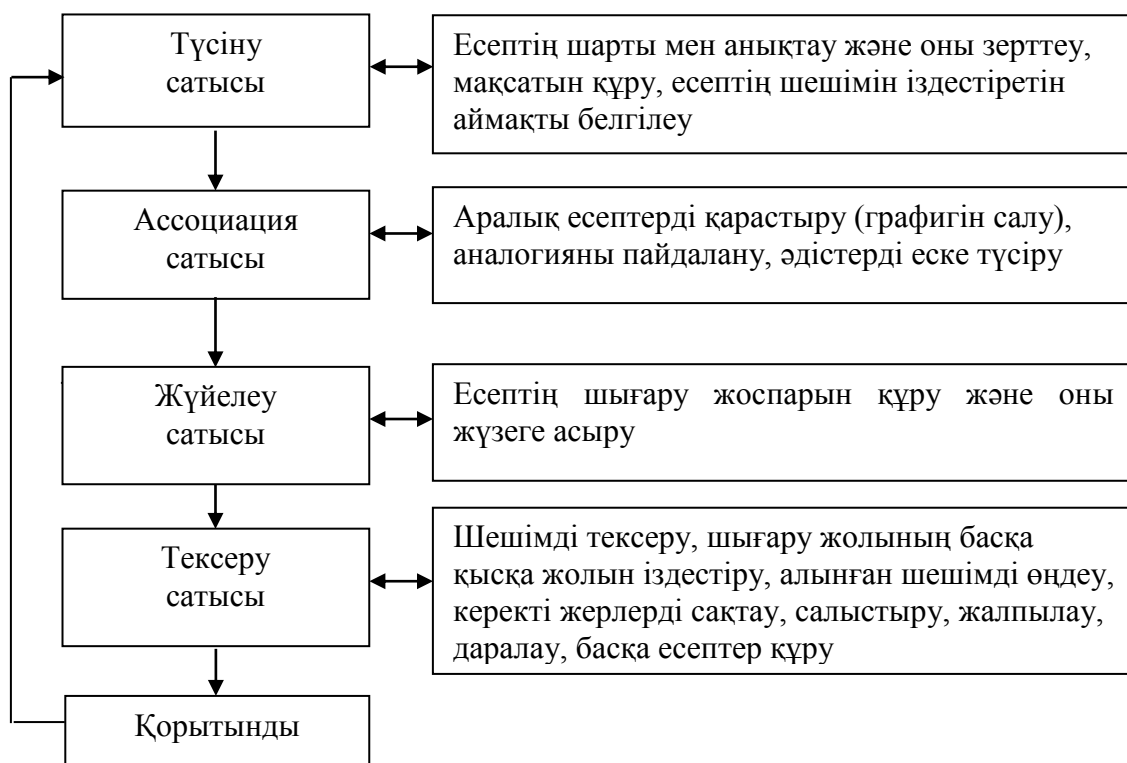 Түсіну
сатысы
Есептің шарты мен анықтау және оны зерттеу,
мақсатын құру, есептің шешімін іздестіретін
аймақты белгілеу
Ассоциация
сатысы
Аралық есептерді қарастыру (графигін салу),
аналогияны пайдалану, әдістерді еске түсіру
Жүйелеу
сатысы
Есептің шығару жоспарын құру және оны
жүзеге асыру
Тексеру
сатысы
Шешімді тексеру, шығару жолының басқа
қысқа жолын іздестіру, алынған шешімді өңдеу,
керекті жерлерді сақтау, салыстыру, жалпылау,
даралау, басқа есептер құру
Қорытынды